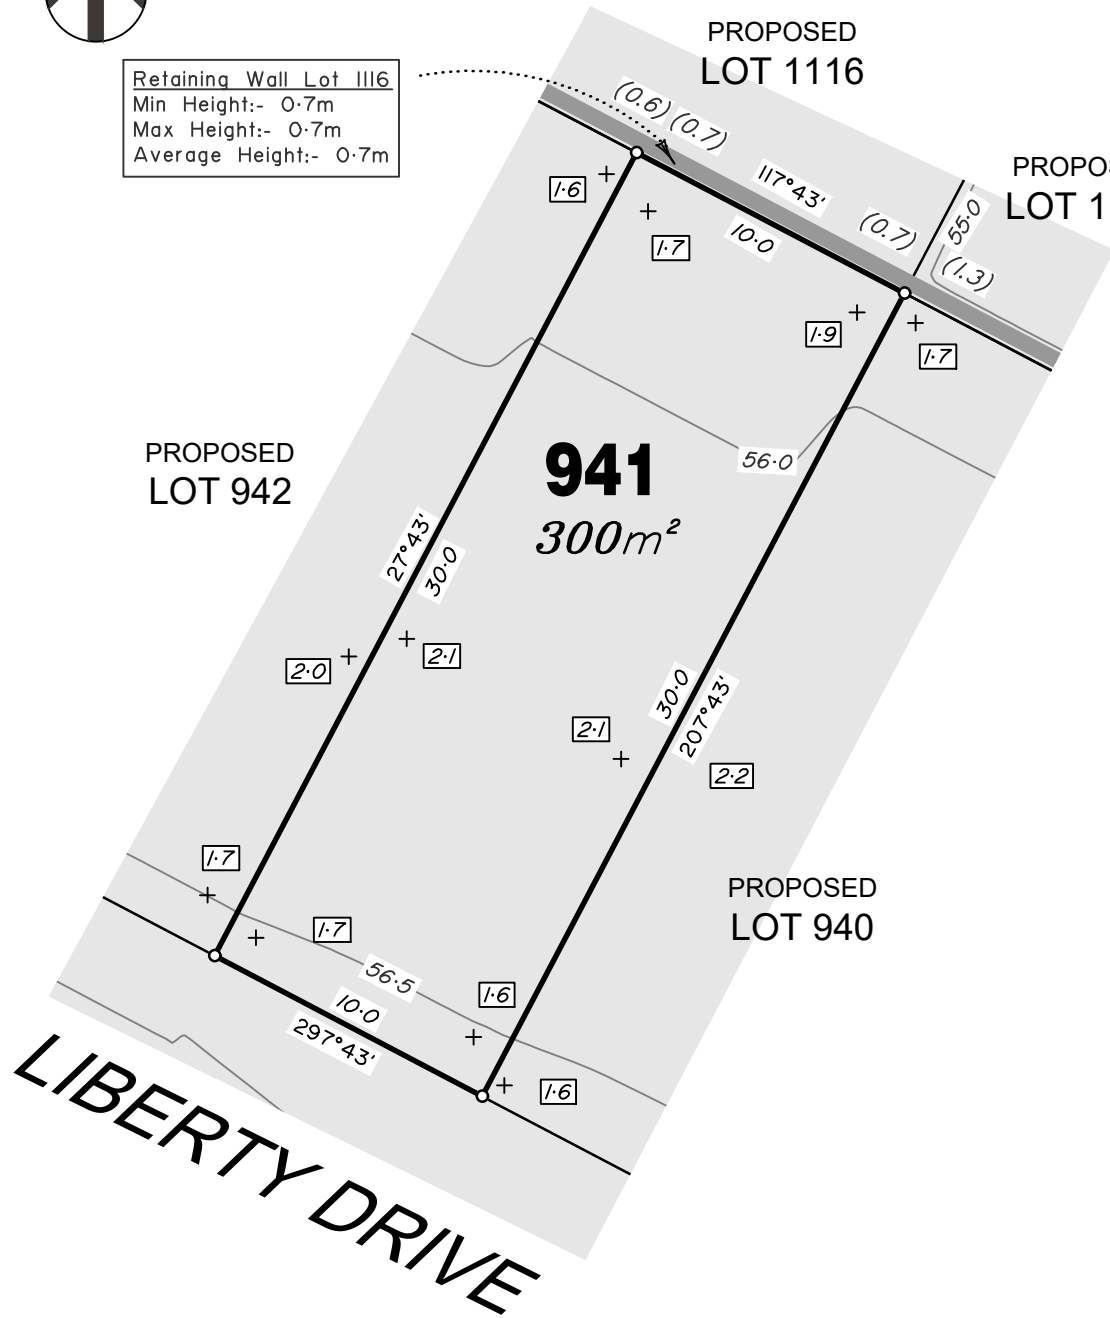 PROPOSED
LOT 1116
Retaining Wall Lot 1116
Min Height:- 0·7m
Max Height:- 0·7m
Average Height:- 0·7m
(0.6)
(0.7)
117°43'
10·0
(0.7)
55·0
(1.3)
PROPOS
LOT 1
1·6
1·7
1·9
1·7
PROPOSED
LOT 942
941
300m²
56·0
27°43'
30·0
2·0
2·1
30·0
207°43'
2·1
2·2
1·7
1·7
56·5
1·6
10·0
297°43'
1·6
PROPOSED
LOT 940
LIBERTY DRIVE